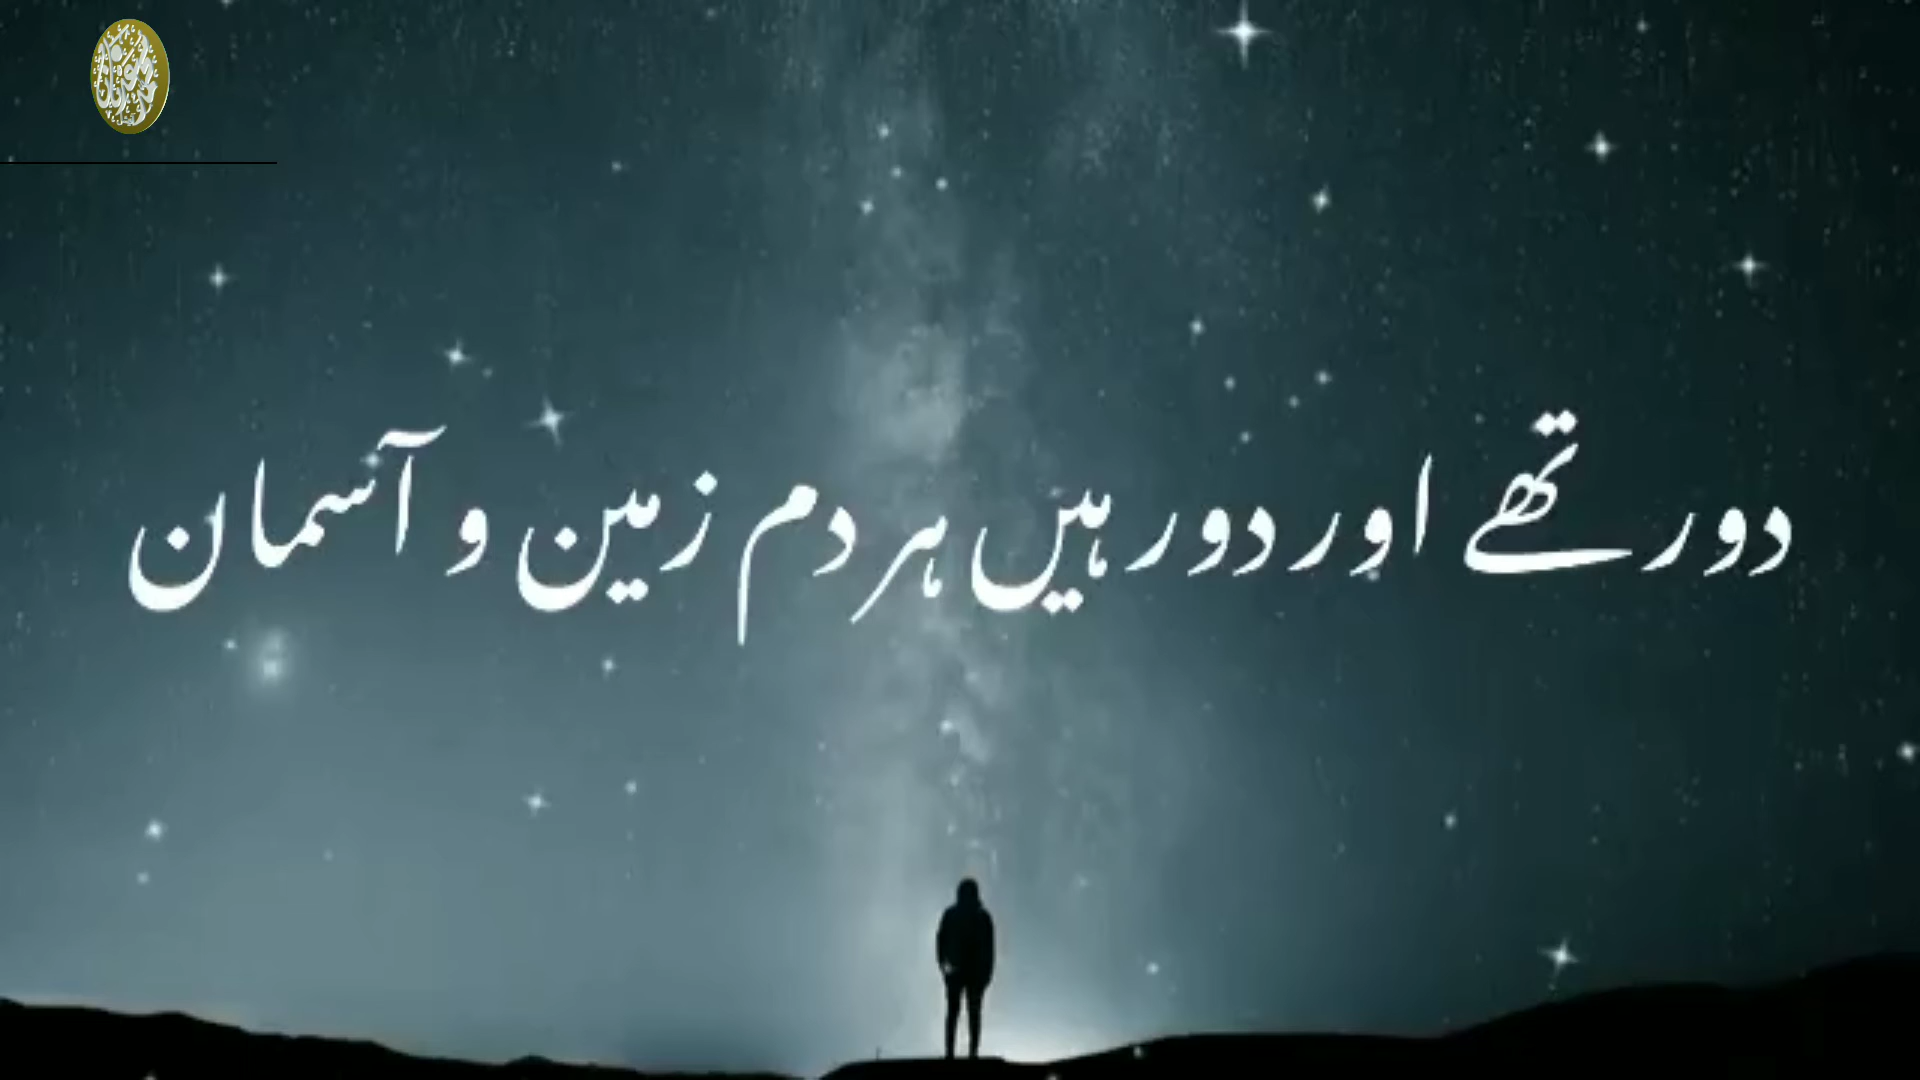 دور تھے اور دور ہیں ہر دم زمین و آسمان